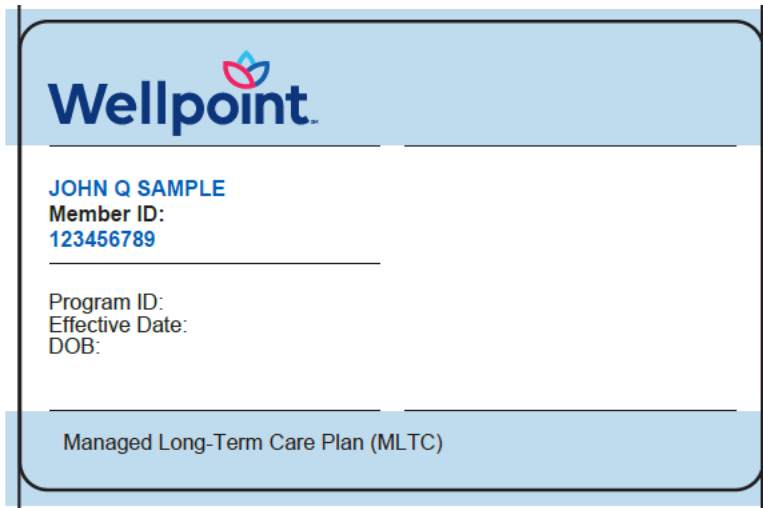 Wellpoint
JOHN Q SAMPLE
Member ID:
123456789
Program ID:
Effective Date:
DOB:
Managed Long-Term Care Plan (MLTC)